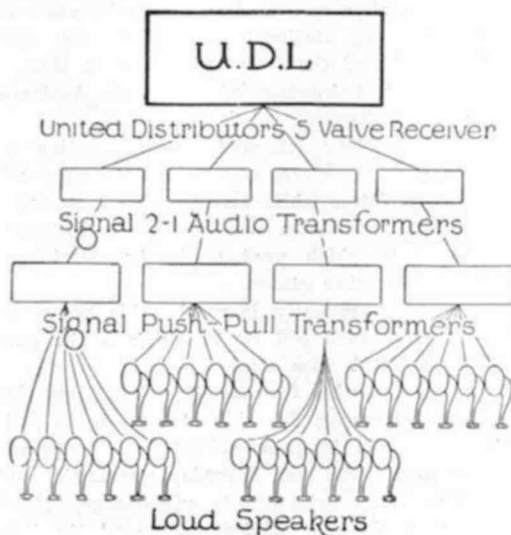 U.D.L
United Distributors 5 Valve Receiver
Signal 2-1 Audio Transformers
Signal Push-Pull Transformers
Loud Speakers